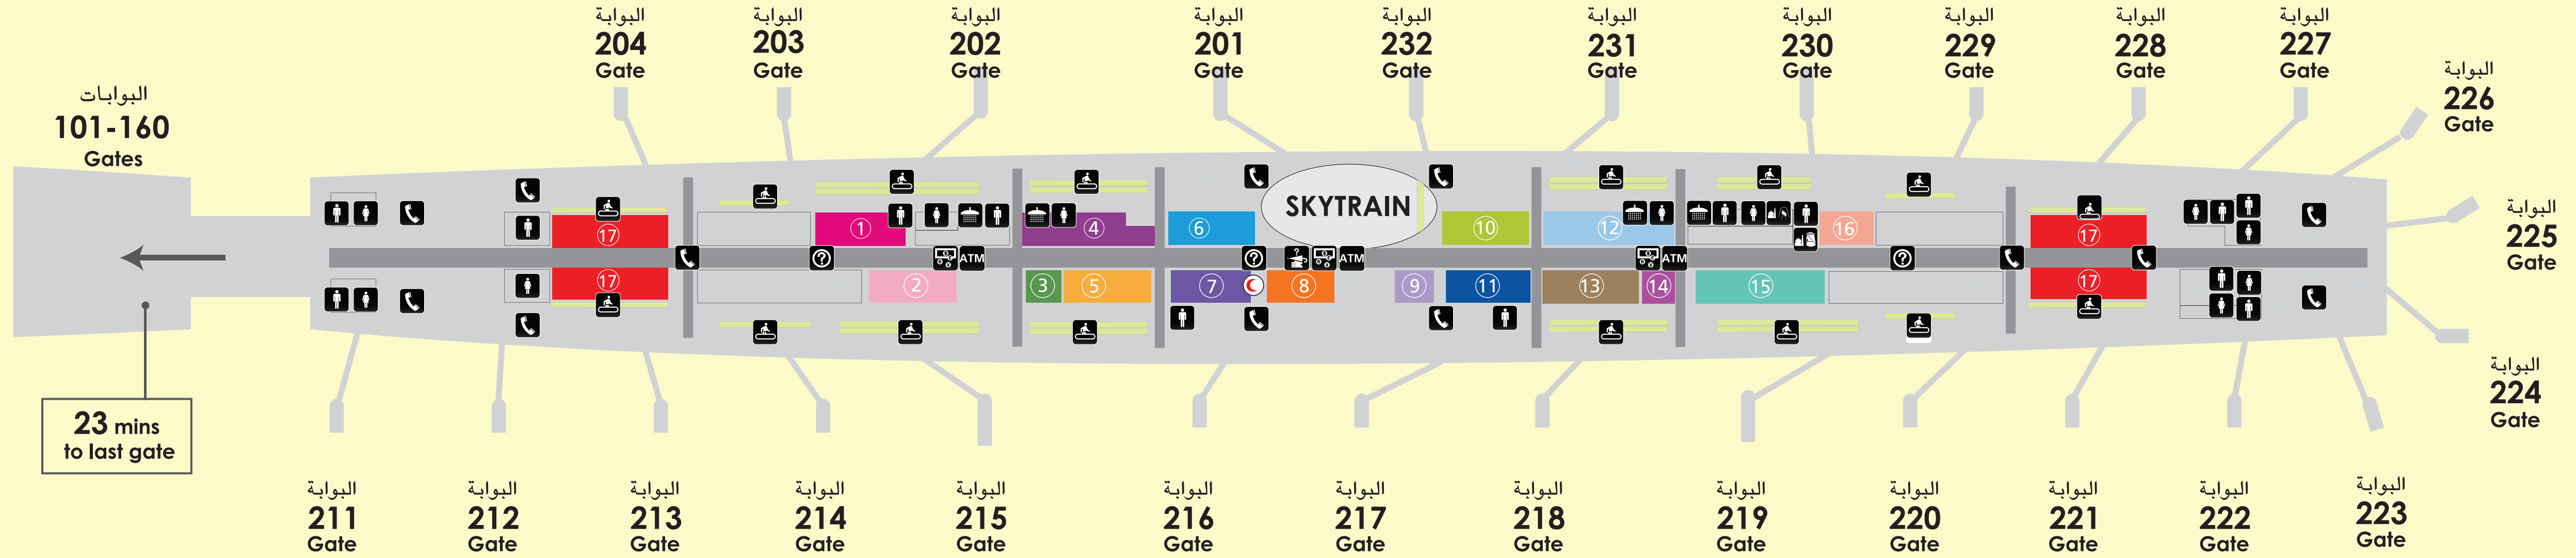 البوابة
204
Gate
البوابة
203
Gate
البوابة
202
Gate
البوابة
201
Gate
البوابة
232
Gate
البوابة
231
Gate
البوابة
230
Gate
البوابة
229
Gate
البوابة
228
Gate
البوابة
227
Gate
البوابة
226
Gate
البوابة
225
Gate
البوابة
224
Gate
البوابات
101-160
Gates
23 mins
to last gate
SKYTRAIN
17
1
4
6
10
12
16
17
?
ATM
?
ATM
ATM
?
17
2
3
5
7
8
9
11
13
14
15
17
البوابة
211
Gate
البوابة
212
Gate
البوابة
213
Gate
البوابة
214
Gate
البوابة
215
Gate
البوابة
216
Gate
البوابة
217
Gate
البوابة
218
Gate
البوابة
219
Gate
البوابة
220
Gate
البوابة
221
Gate
البوابة
222
Gate
البوابة
223
Gate